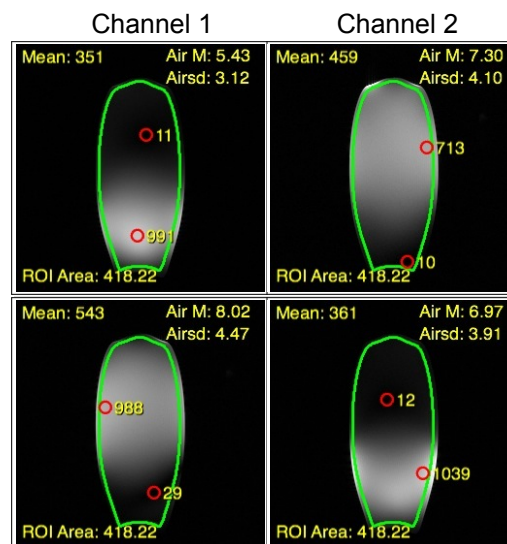 Channel 1
Channel 2
Mean: 351
Air M: 5.43
Airsd: 3.12
11
991
ROI Area: 418.22
Mean: 459
Air M: 7.30
Airsd: 4.10
713
10
ROI Area: 418.22
Mean: 543
Air M: 8.02
Airsd: 4.47
988
29
ROI Area: 418.22
Mean: 361
Air M: 6.97
Airsd: 3.91
12
1039
ROI Area: 418.22